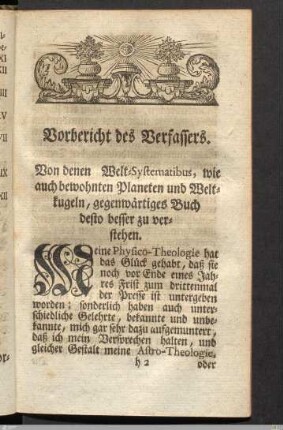 Vorbericht des Verfassers.
Von denen Welt-Systematibus, wie
auch bewohnten Planeten und Welt-
kugeln, gegenwärtiges Buch
desto besser zu ver-
stehen.
Meine Physico-Theologie hat
das Glück gehabt, daß sie
noch vor Ende eines Jah-
res Frist zum drittenmal
der Presse ist untergeben
worden: sonderlich haben auch unter-
schiedliche Gelehrte, bekannte und unbe-
kannte, mich gar sehr dazu aufgemuntert,
daß ich mein Versprechen halten, und
gleicher Gestalt meine Astro-Theologie,
h 2 oder